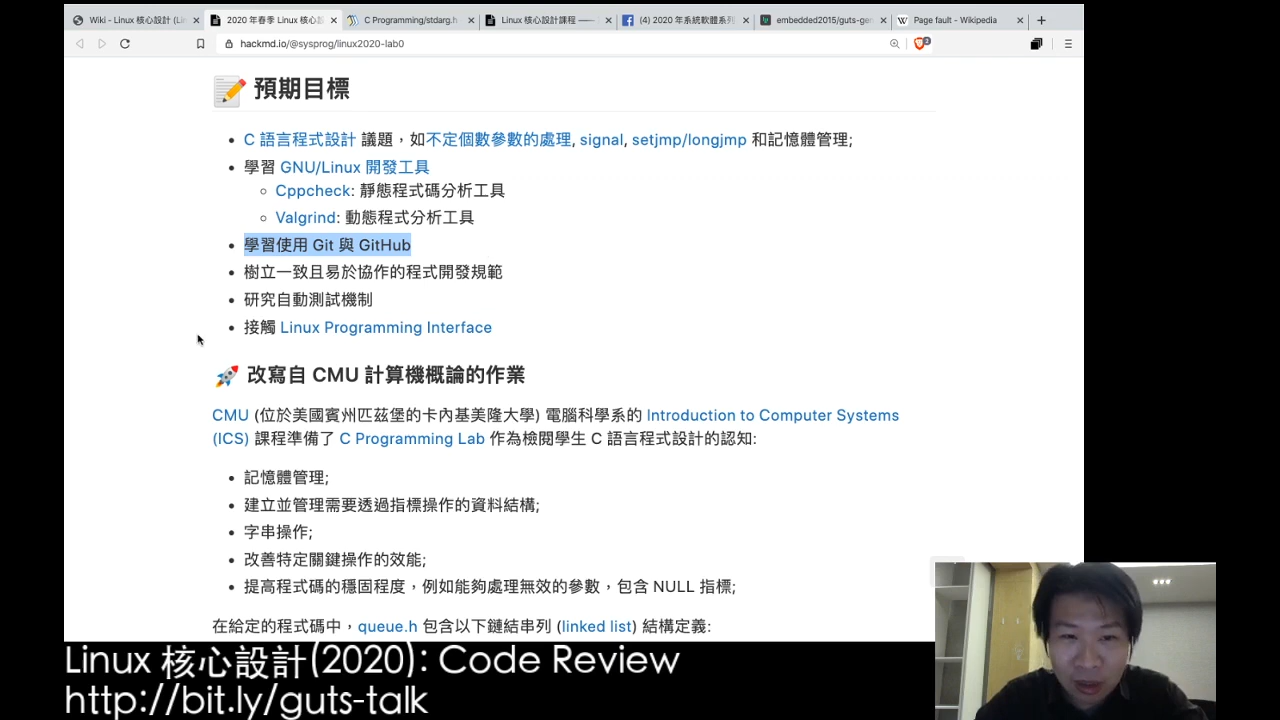 Wiki - Linux 核心設計 (Lin
2020 年春季 Linux 核心設
C Programming/stdarg.h
Linux 核心設計課程 ——
(4) 2020 年系統軟體系列
embedded2015/guts-gen
Page fault - Wikipedia
hackmd.io/@sysprog/linux2020-lab0
預期目標
C 語言程式設計 議題，如不定個數參數的處理, signal, setjmp/longjmp 和記憶體管理;
學習 GNU/Linux 開發工具
Cppcheck: 靜態程式碼分析工具
Valgrind: 動態程式分析工具
學習使用 Git 與 GitHub
樹立一致且易於協作的程式開發規範
研究自動測試機制
接觸 Linux Programming Interface
改寫自 CMU 計算機概論的作業
CMU (位於美國賓州匹茲堡的卡內基美隆大學) 電腦科學系的 Introduction to Computer Systems
(ICS) 課程準備了 C Programming Lab 作為檢閱學生 C 語言程式設計的認知:
記憶體管理;
建立並管理需要透過指標操作的資料結構;
字串操作;
改善特定關鍵操作的效能;
提高程式碼的穩固程度，例如能夠處理無效的參數，包含 NULL 指標;
在給定的程式碼中，queue.h 包含以下鏈結串列 (linked list) 結構定義:
Linux 核心設計(2020): Code Review
http://bit.ly/guts-talk